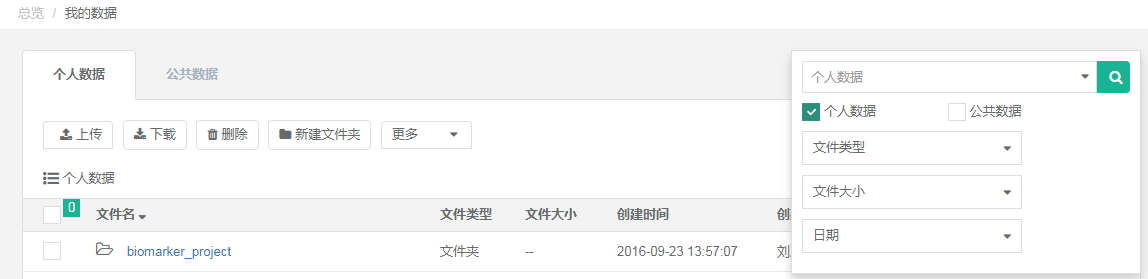 总览 / 我的数据
个人数据 公共数据
上传 下载 删除 新建文件夹 更多
个人数据
0 文件名 文件类型 文件大小 创建时间
biomarker_project 文件夹 -- 2016-09-23 13:57:07 刘
个人数据
个人数据 公共数据
文件类型
文件大小
日期